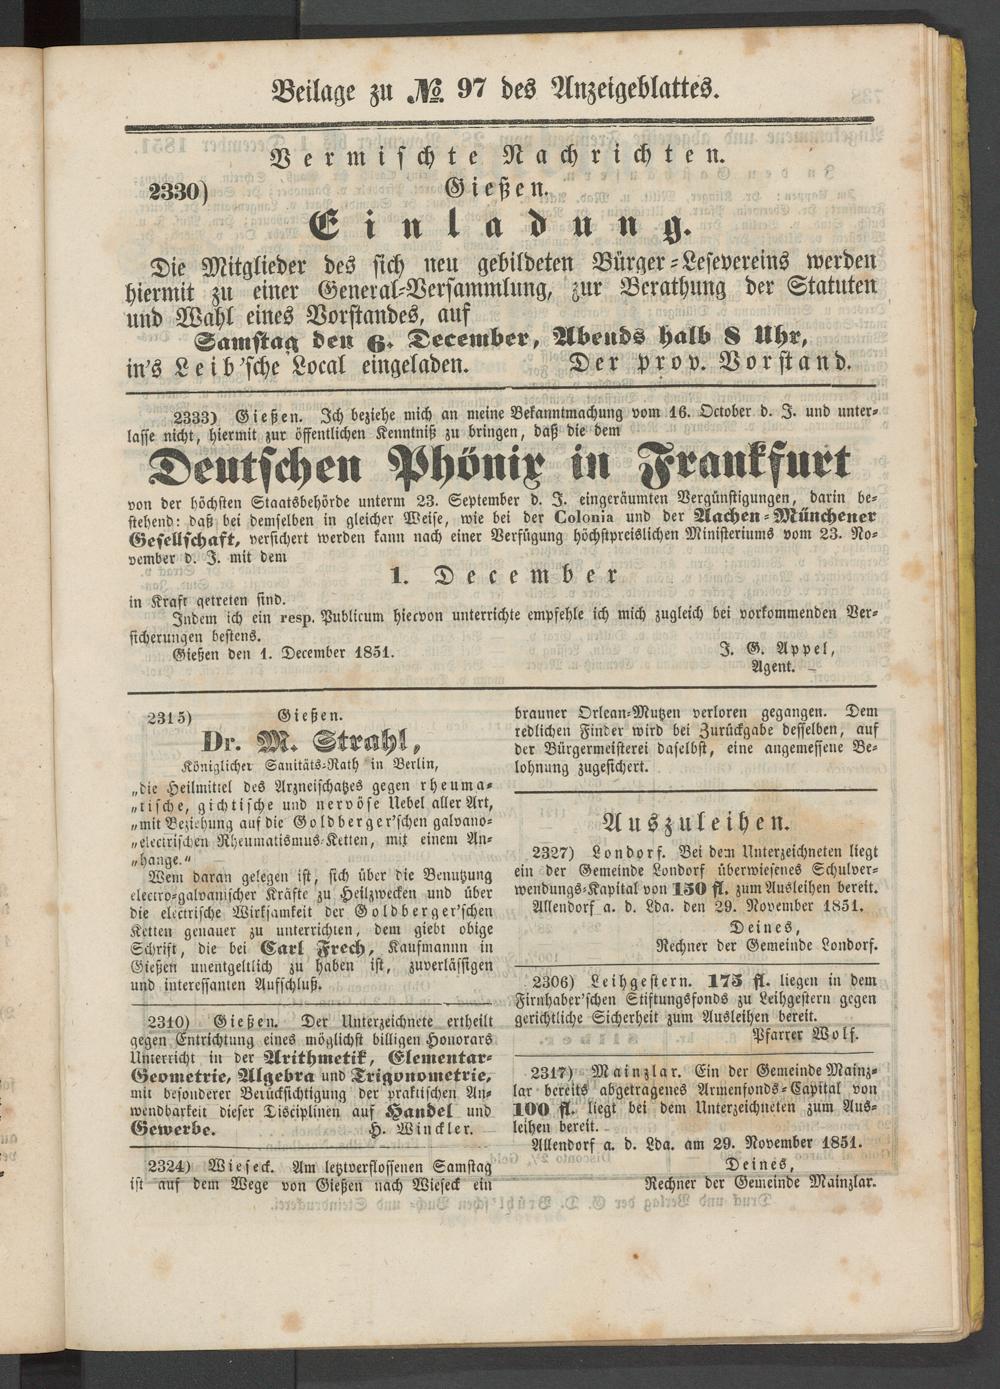 Beilage zu No. 97 des Anzeigeblattes.
Vermischte Nachrichten.
2330) Gießen.
Einladung.
Die Mitglieder des sich neu gebildeten Bürger-Lesevereins werden
hiermit zu einer General-Versammlung, zur Berathung der Statuten
und Wahl eines Vorstandes, auf
Samstag den 6. December, Abends halb 8 Uhr,
in's Leib'sche Local eingeladen. Der prov. Vorstand.
2333) Gießen. Ich beziehe mich an meine Bekanntmachung vom 16. October d. J. und unter-
lasse nicht, hiermit zur öffentlichen Kenntniß zu bringen, daß die dem
Deutschen Phönix in Frankfurt
von der höchsten Staatsbehörde unterm 23. September d. J. eingeräumten Vergünstigungen, darin be-
stehend: daß bei demselben in gleicher Weise, wie bei der Colonia und der Aachen-Münchener
Gesellschaft, versichert werden kann nach einer Verfügung höchstpreislichen Ministeriums vom 23. No-
vember d. J. mit dem
1. December
in Kraft getreten sind.
Indem ich ein resp. Publicum hiervon unterrichte empfehle ich mich zugleich bei vorkommenden Ver-
sicherungen bestens.
Gießen den 1. December 1851. J. G. Appel,
Agent.
2315) Gießen.
Dr. M. Strahl,
Königlicher Sanitäts-Rath in Berlin,
„die Heilmittel des Arzneischatzes gegen rheuma-
„tische, gichtische und nervöse Uebel aller Art,
„mit Beziehung auf die Goldberger'schen galvano-
„electrischen Rheumatismus-Ketten, mit einem An-
„hange.“
Wem daran gelegen ist, sich über die Benutzung
electro-galvanischer Kräfte zu Heilzwecken und über
die electrische Wirksamkeit der Goldberger'schen
Ketten genauer zu unterrichten, dem giebt obige
Schrift, die bei Carl Frech, Kaufmannn in
Gießen unentgeltlich zu haben ist, zuverlässigen
und interessanten Aufschluß.
2310) Gießen. Der Unterzeichnete ertheilt
gegen Entrichtung eines möglichst billigen Honorars
Unterricht in der Arithmetik, Elementar-
Geometrie, Algebra und Trigonometrie,
mit besonderer Berücksichtigung der praktischen An-
wendbarkeit dieser Disciplinen auf Handel und
Gewerbe. H. Winckler.
2324) Wieseck. Am letztverflossenen Samstag
ist auf dem Wege von Gießen nach Wieseck ein
brauner Orlean-Mutzen verloren gegangen. Dem
redlichen Finder wird bei Zurückgabe desselben, auf
der Bürgermeisterei daselbst, eine angemessene Be-
lohnung zugesichert.
Auszuleihen.
2327) Londorf. Bei dem Unterzeichneten liegt
ein der Gemeinde Londorf überwiesenes Schulver-
wendungs-Kapital von 150 fl. zum Ausleihen bereit.
Allendorf a. d. Lda. den 29. November 1851.
Deines,
Rechner der Gemeinde Londorf.
2306) Leihgestern. 175 fl. liegen in dem
Firnhaber'schen Stiftungsfonds zu Leihgestern gegen
gerichtliche Sicherheit zum Ausleihen bereit.
Pfarrer Wolf.
2317) Mainzlar. Ein der Gemeinde Mainz-
lar bereits abgetragenes Armenfonds-Capital von
100 fl. liegt bei dem Unterzeichneten zum Aus-
leihen bereit.
Allendorf a. d. Lda. am 29. November 1851.
Deines,
Rechner der Gemeinde Mainzlar.